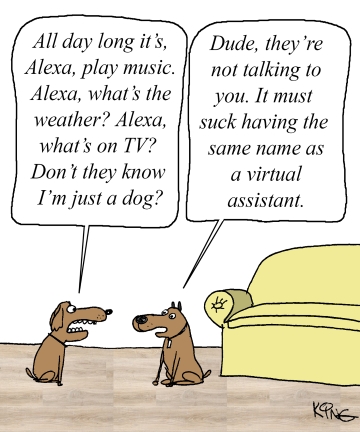 All day long it's,
Alexa, play music.
Alexa, what's the
weather? Alexa,
what's on TV?
Don't they know
I'm just a dog?
Dude, they're
not talking to
you. It must
suck having the
same name as
a virtual
assistant.